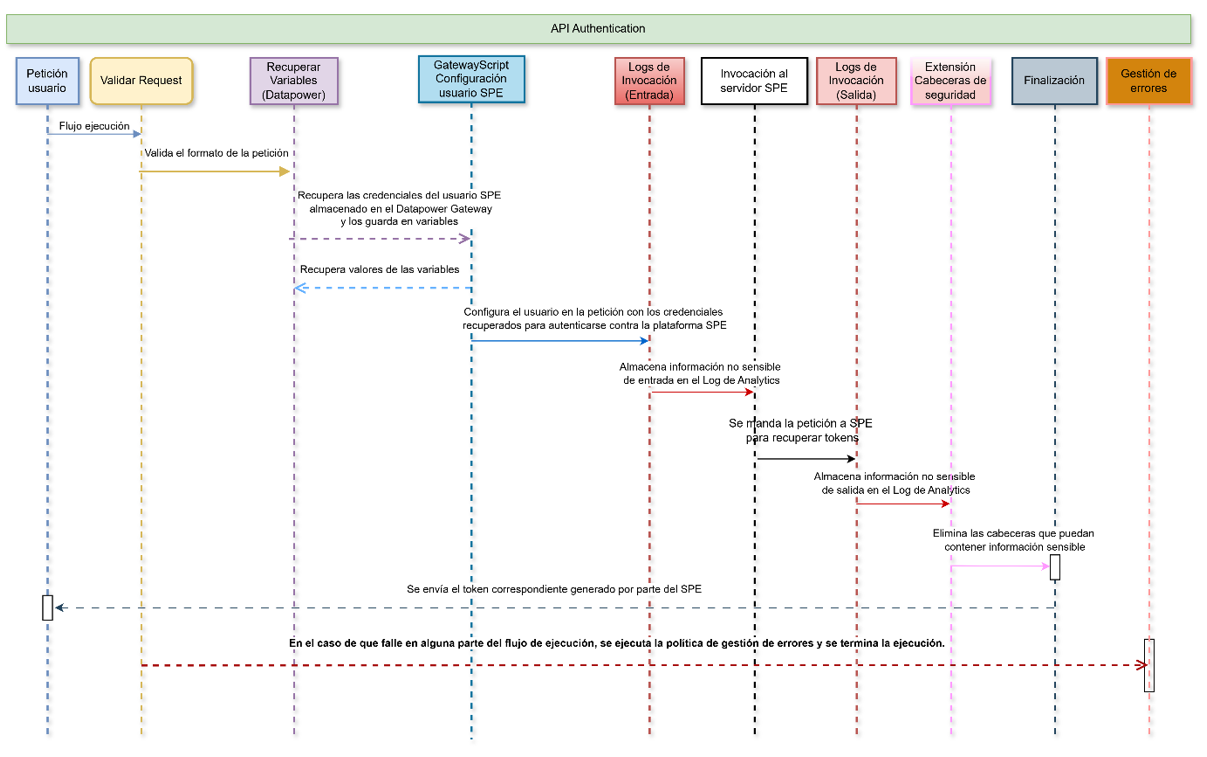 API Authentication
Petición
usuario
Validar Request
Recuperar
Variables
(Datapower)
GatewayScript
Configuración
usuario SPE
Logs de
Invocación
(Entrada)
Invocación al
servidor SPE
Logs de
Invocación
(Salida)
Extensión
Cabeceras de
seguridad
Finalización
Gestión de
errores
Flujo ejecución
Valida el formato de la petición
Recupera las credenciales del usuario SPE
almacenado en el Datapower Gateway
y los guarda en variables
Recupera valores de las variables
Configura el usuario en la petición con los credenciales
recuperados para autenticarse contra la plataforma SPE
Almacena información no sensible
de entrada en el Log de Analytics
Se manda la petición a SPE
para recuperar tokens
Almacena información no sensible
de salida en el Log de Analytics
Elimina las cabeceras que puedan
contener información sensible
Se envía el token correspondiente generado por parte del SPE
En el caso de que falle en alguna parte del flujo de ejecución, se ejecuta la política de gestión de errores y se termina la ejecución.